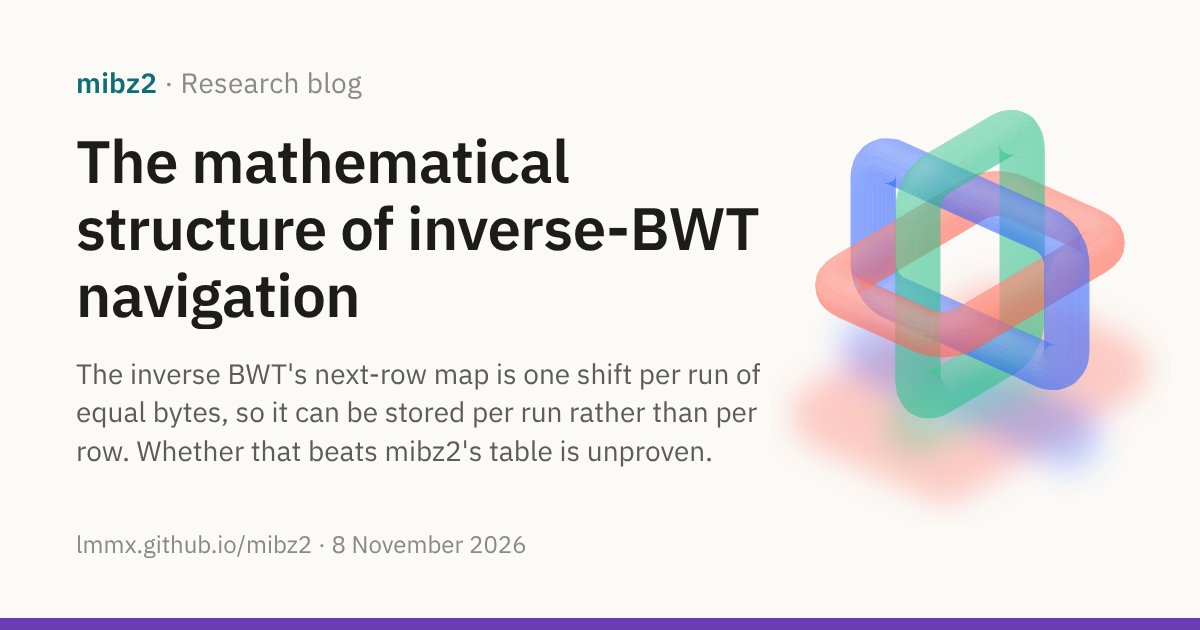 mibz2 · Research blog
The mathematical
structure of inverse-BWT
navigation
The inverse BWT's next-row map is one shift per run of
equal bytes, so it can be stored per run rather than per
row. Whether that beats mibz2's table is unproven.
lmmx.github.io/mibz2 · 8 November 2026